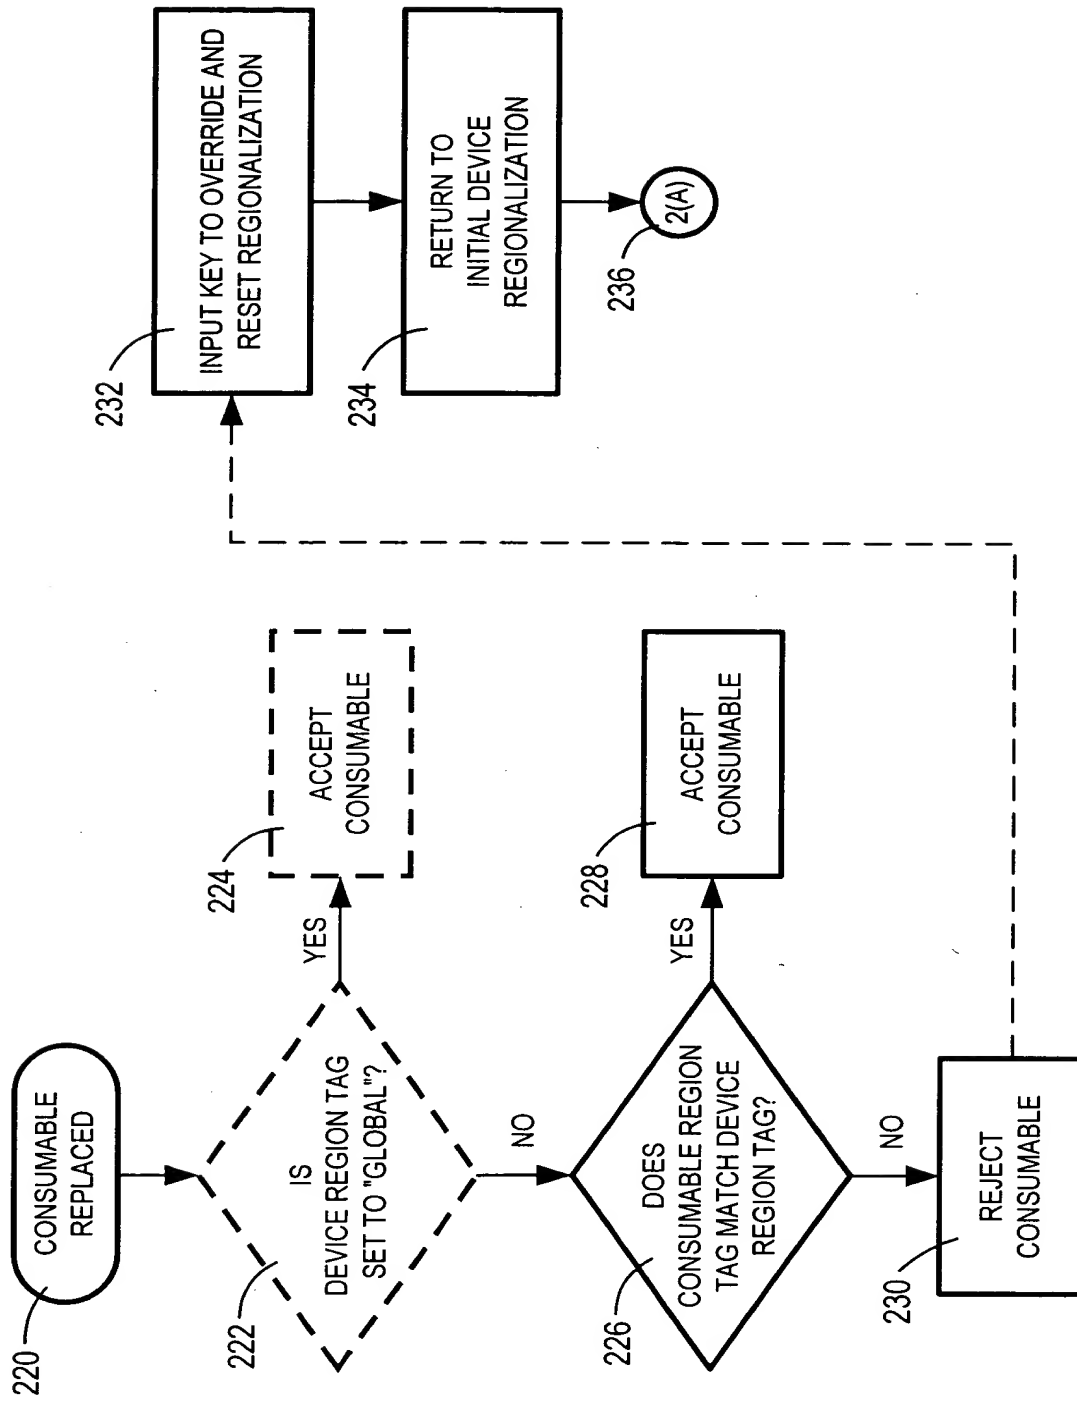 220
CONSUMABLE
REPLACED
222
IS
DEVICE REGION TAG
SET TO "GLOBAL"?
YES
224
ACCEPT
CONSUMABLE
NO
226
DOES
CONSUMABLE REGION
TAG MATCH DEVICE
REGION TAG?
YES
228
ACCEPT
CONSUMABLE
NO
230
REJECT
CONSUMABLE
232
INPUT KEY TO OVERRIDE AND
RESET REGIONALIZATION
234
RETURN TO
INITIAL DEVICE
REGIONALIZATION
236
2(A)